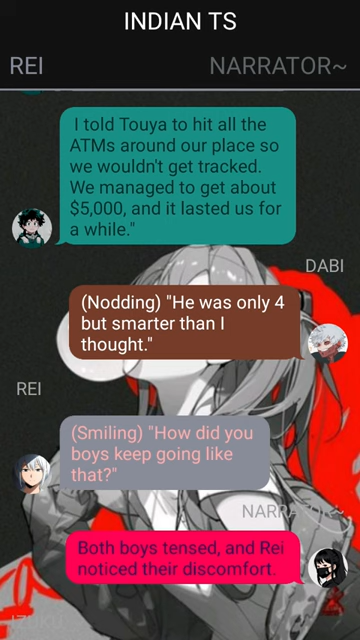 INDIAN TS
REI
NARRATOR~
I told Touya to hit all the
ATMs around our place so
we wouldn't get tracked.
We managed to get about
$5,000, and it lasted us for
a while."
DABI
(Nodding) "He was only 4
but smarter than I
thought."
REI
(Smiling) "How did you
boys keep going like
that?"
NARRATOR~
Both boys tensed, and Rei
noticed their discomfort.